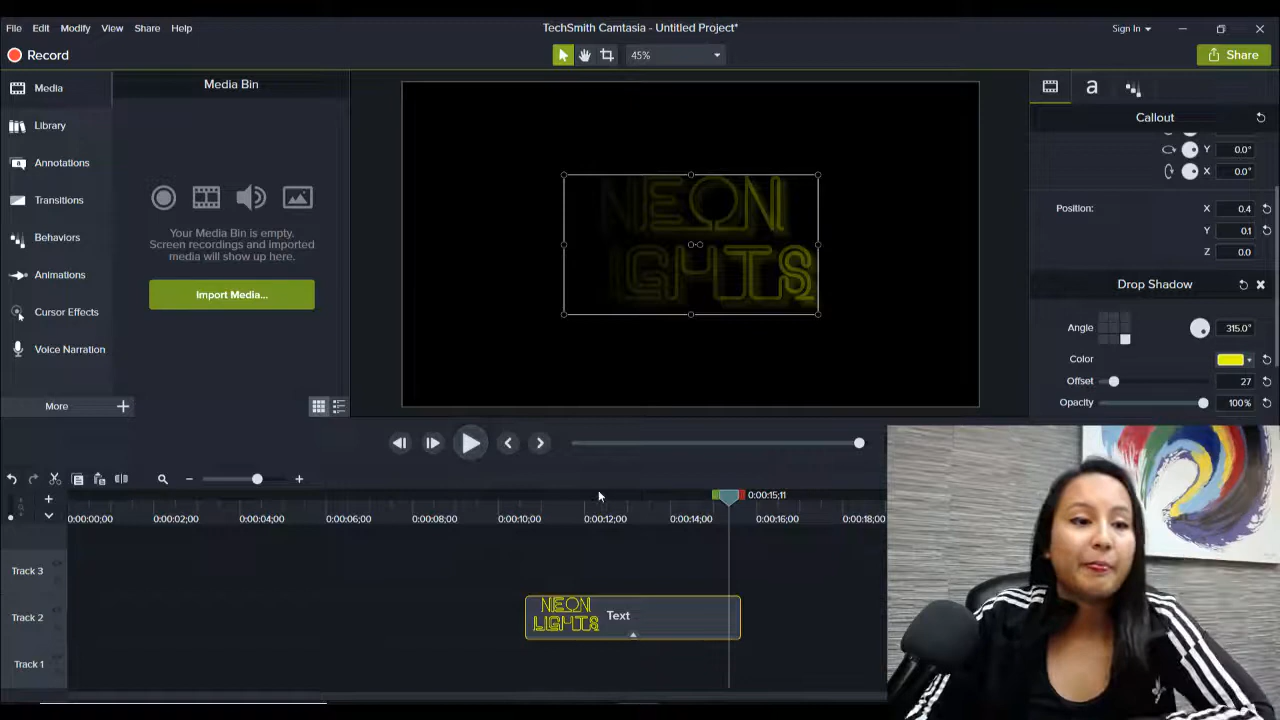 TechSmith Camtasia - Untitled Project*
File Edit Modify View Share Help
Sign In
Record
45%
Share
Media
Library
Annotations
Transitions
Behaviors
Animations
Cursor Effects
Voice Narration
More
Media Bin
Your Media Bin is empty.
Screen recordings and imported
media will show up here.
Import Media...
NEON
LIGHTS
a
Callout
Y 0.0°
X 0.0°
Position: X 0.4
Y 0.1
Z 0.0
Drop Shadow
Angle 315.0°
Color
Offset 27
Opacity 100%
0:00:15;11
0:00:00;00 0:00:02;00 0:00:04;00 0:00:06;00 0:00:08;00 0:00:10;00 0:00:12;00 0:00:14;00 0:00:16;00 0:00:18;00
Track 3
Track 2
NEON
LIGHTS
Text
Track 1